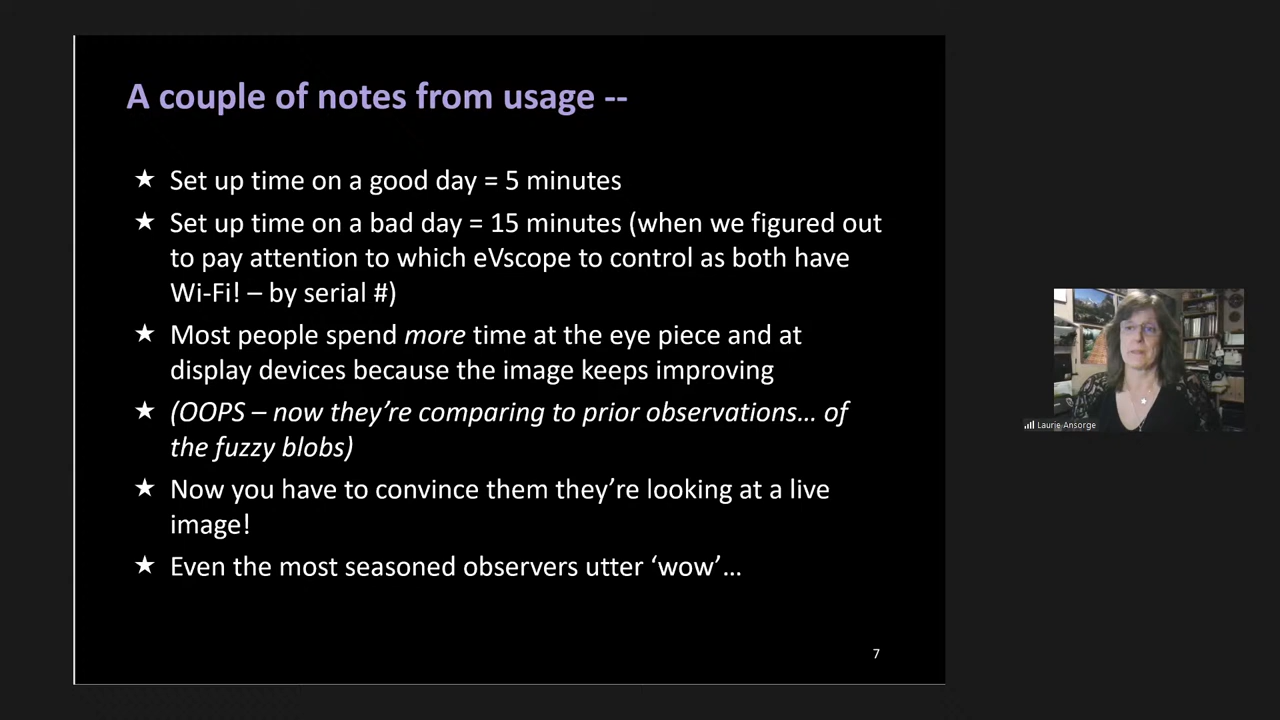 A couple of notes from usage --
★ Set up time on a good day = 5 minutes
★ Set up time on a bad day = 15 minutes (when we figured out
to pay attention to which eVscope to control as both have
Wi-Fi! – by serial #)
★ Most people spend more time at the eye piece and at
display devices because the image keeps improving
★ (OOPS – now they’re comparing to prior observations… of
the fuzzy blobs)
★ Now you have to convince them they’re looking at a live
image!
★ Even the most seasoned observers utter ‘wow’…
7
Laurie Ansorge